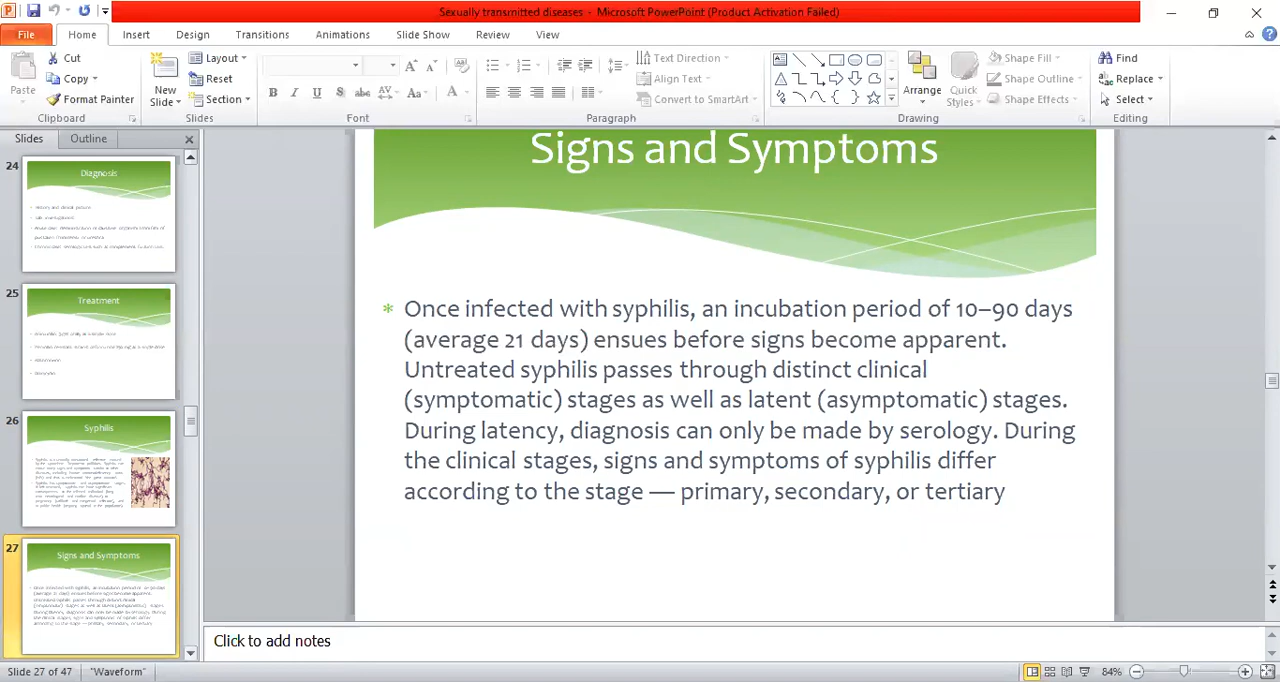 Sexually transmitted diseases - Microsoft PowerPoint (Product Activation Failed)
File Home Insert Design Transitions Animations Slide Show Review View
Cut
Copy
Format Painter
Paste
Clipboard
New Slide
Layout
Reset
Section
Slides
B I U S abc AV Aa A
Font
Text Direction
Align Text
Convert to SmartArt
Paragraph
Arrange
Quick Styles
Shape Fill
Shape Outline
Shape Effects
Drawing
Find
Replace
Select
Editing
Slides Outline
24
Diagnosis
25
Treatment
26
Syphilis
27
Signs and Symptoms
Signs and Symptoms
Once infected with syphilis, an incubation period of 10–90 days
(average 21 days) ensues before signs become apparent.
Untreated syphilis passes through distinct clinical
(symptomatic) stages as well as latent (asymptomatic) stages.
During latency, diagnosis can only be made by serology. During
the clinical stages, signs and symptoms of syphilis differ
according to the stage — primary, secondary, or tertiary
Click to add notes
Slide 27 of 47 "Waveform" 84%